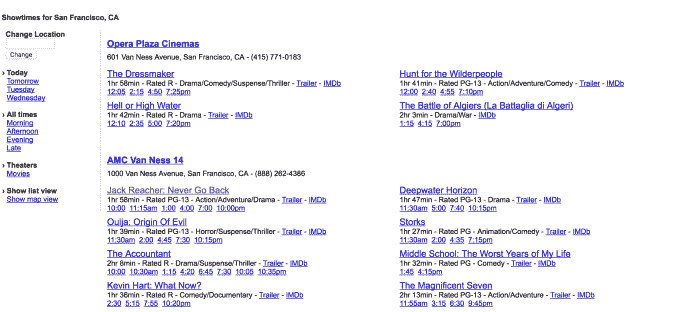 Showtimes for San Francisco, CA
Change Location
Change
› Today
Tomorrow
Tuesday
Wednesday
› All times
Morning
Afternoon
Evening
Late
› Theaters
Movies
› Show list view
Show map view
Opera Plaza Cinemas
601 Van Ness Avenue, San Francisco, CA - (415) 771-0183
The Dressmaker
1hr 58min - Rated R - Drama/Comedy/Suspense/Thriller - Trailer - IMDb
12:05 2:15 4:50 7:25pm
Hunt for the Wilderpeople
1hr 41min - Rated PG-13 - Action/Adventure/Comedy - Trailer - IMDb
12:00 2:40 4:55 7:10pm
Hell or High Water
1hr 42min - Rated R - Drama - Trailer - IMDb
12:10 2:35 5:00 7:20pm
The Battle of Algiers (La Battaglia di Algeri)
2hr 3min - Drama/War - IMDb
1:15 4:15 7:00pm
AMC Van Ness 14
1000 Van Ness Avenue, San Francisco, CA - (888) 262-4386
Jack Reacher: Never Go Back
1hr 58min - Rated PG-13 - Action/Adventure/Drama - Trailer - IMDb
10:00 11:15am 1:00 4:00 7:00 10:00pm
Deepwater Horizon
1hr 47min - Rated PG-13 - Drama - Trailer - IMDb
11:30am 5:00 7:40 10:15pm
Ouija: Origin Of Evil
1hr 39min - Rated PG-13 - Horror/Suspense/Thriller - Trailer - IMDb
11:30am 2:00 4:45 7:30 10:15pm
Storks
1hr 27min - Rated PG - Animation/Comedy - Trailer - IMDb
11:30am 2:00 4:35 7:15pm
The Accountant
2hr 8min - Rated R - Drama/Suspense/Thriller - Trailer - IMDb
10:00 10:30am 1:15 4:20 6:45 7:30 10:05 10:35pm
Middle School: The Worst Years of My Life
1hr 32min - Rated PG - Comedy - Trailer - IMDb
1:45 4:15pm
Kevin Hart: What Now?
1hr 36min - Rated R - Comedy/Documentary - Trailer - IMDb
2:30 5:15 7:55 10:20pm
The Magnificent Seven
2hr 13min - Rated PG-13 - Action/Adventure - Trailer - IMDb
11:55am 3:15 6:30 9:45pm